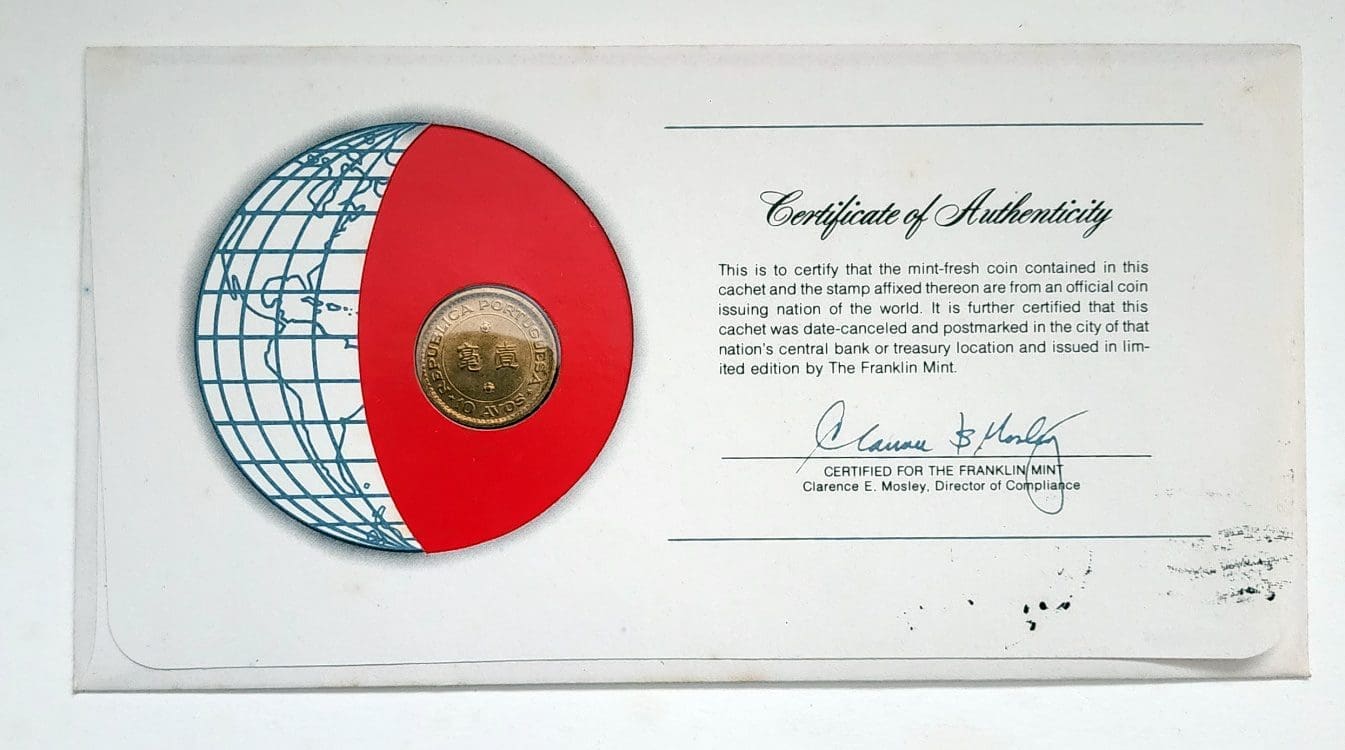 REPUBLICA PORTUGUESA
毫 壹
10 AVOS
Certificate of Authenticity
This is to certify that the mint-fresh coin contained in this
cachet and the stamp affixed thereon are from an official coin
issuing nation of the world. It is further certified that this
cachet was date-canceled and postmarked in the city of that
nation's central bank or treasury location and issued in lim-
ited edition by The Franklin Mint.
CERTIFIED FOR THE FRANKLIN MINT
Clarence E. Mosley, Director of Compliance